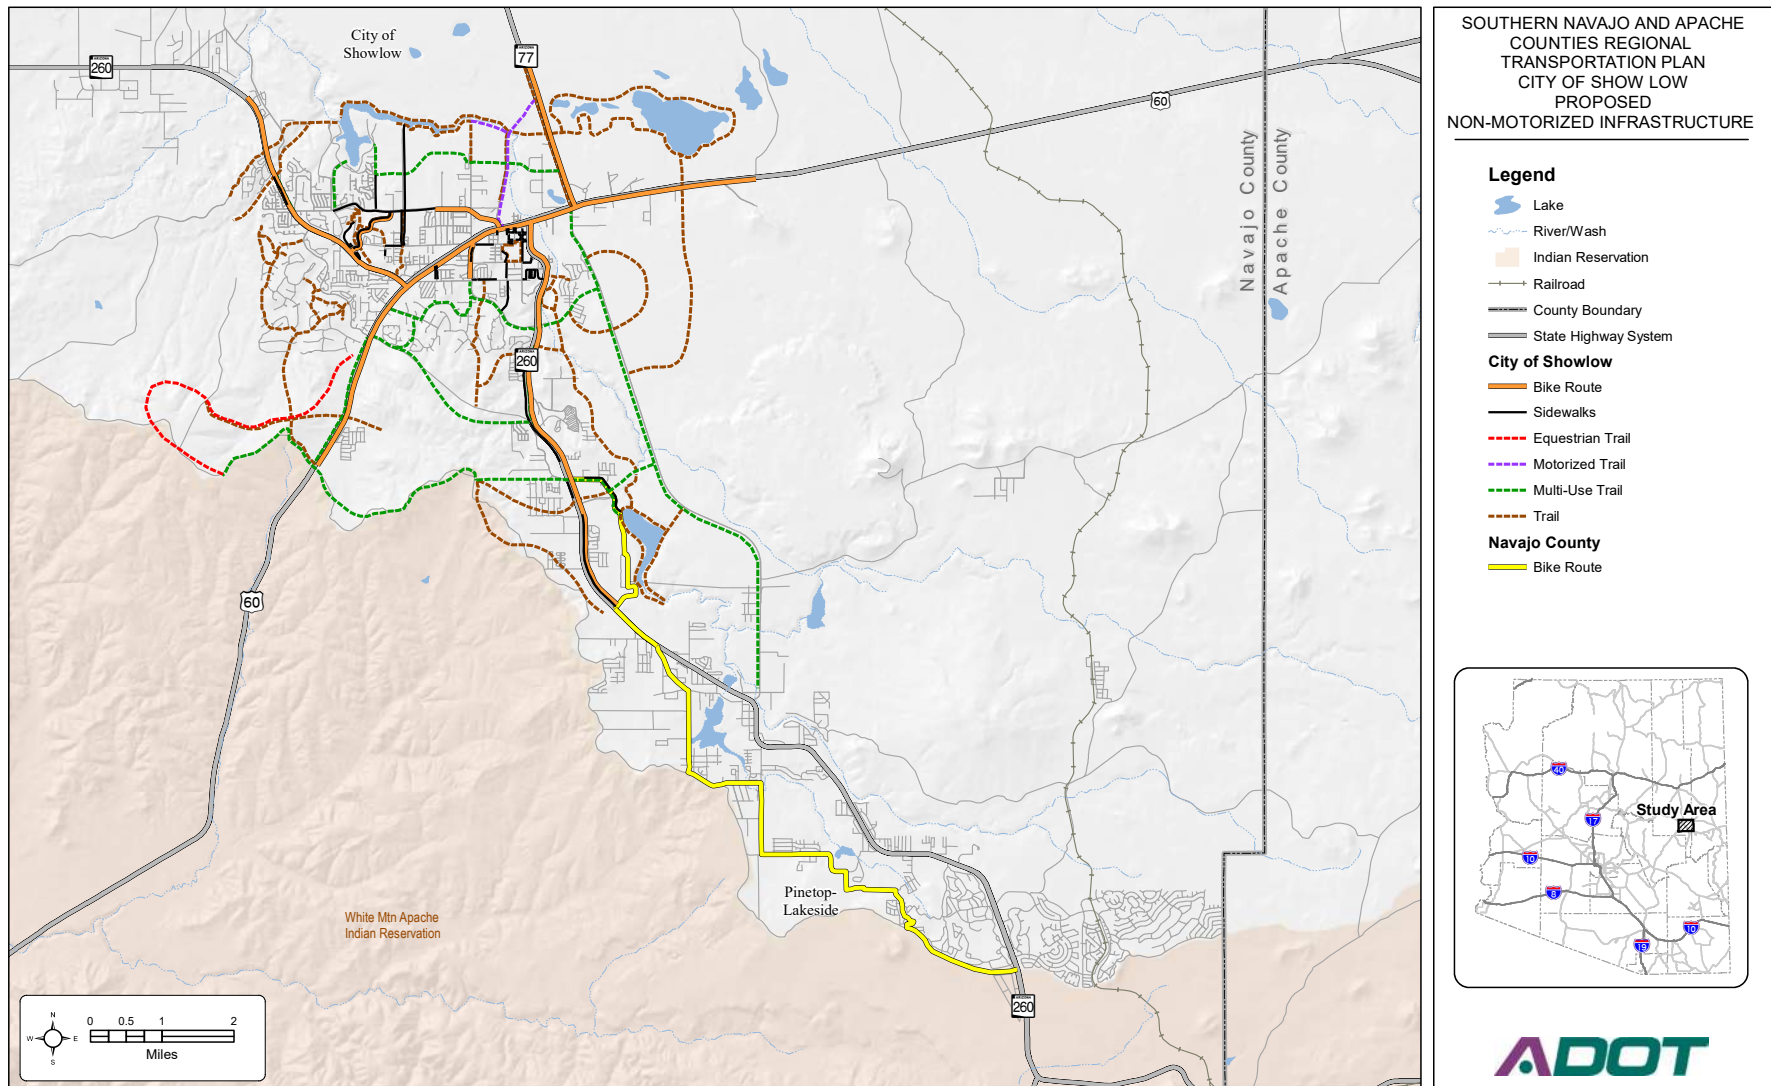 City of
Showlow
ARIZONA
260
ARIZONA
77
60
Navajo County
Apache County
ARIZONA
260
60
White Mtn Apache
Indian Reservation
Pinetop-
Lakeside
ARIZONA
260
N
W
E
S
0 0.5 1 2
Miles
SOUTHERN NAVAJO AND APACHE
COUNTIES REGIONAL
TRANSPORTATION PLAN
CITY OF SHOW LOW
PROPOSED
NON-MOTORIZED INFRASTRUCTURE
Legend
Lake
River/Wash
Indian Reservation
Railroad
County Boundary
State Highway System
City of Showlow
Bike Route
Sidewalks
Equestrian Trail
Motorized Trail
Multi-Use Trail
Trail
Navajo County
Bike Route
40
Study Area
17
10
8
10
19
ADOT